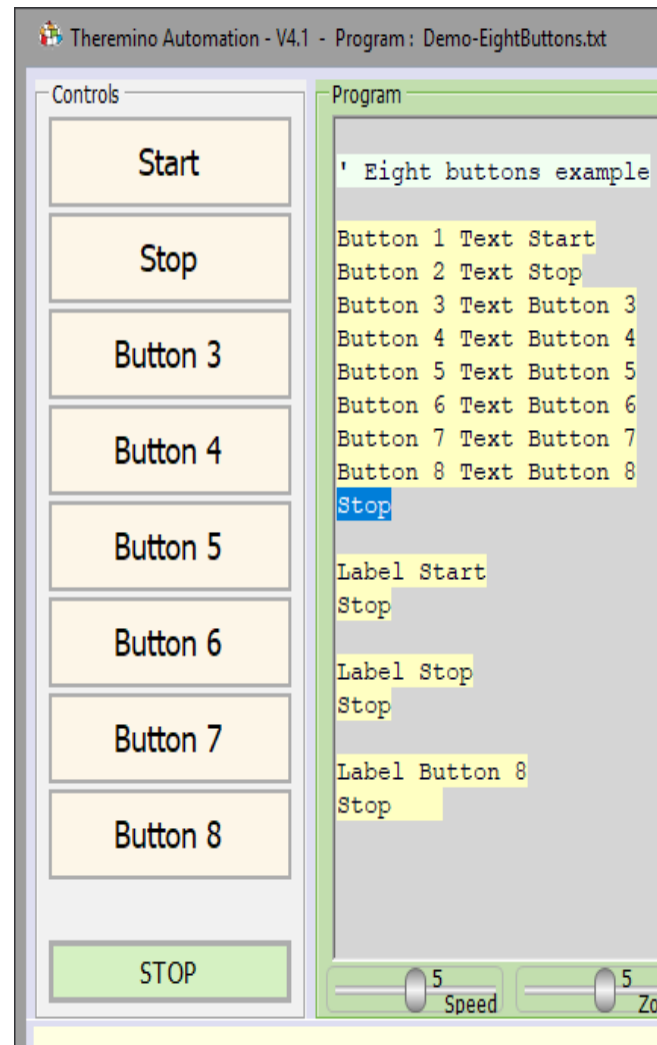 Theremino Automation - V4.1 - Program : Demo-EightButtons.txt
Controls
Start
Stop
Button 3
Button 4
Button 5
Button 6
Button 7
Button 8
STOP
Program
' Eight buttons example
Button 1 Text Start
Button 2 Text Stop
Button 3 Text Button 3
Button 4 Text Button 4
Button 5 Text Button 5
Button 6 Text Button 6
Button 7 Text Button 7
Button 8 Text Button 8
Stop
Label Start
Stop
Label Stop
Stop
Label Button 8
Stop
5
Speed
5